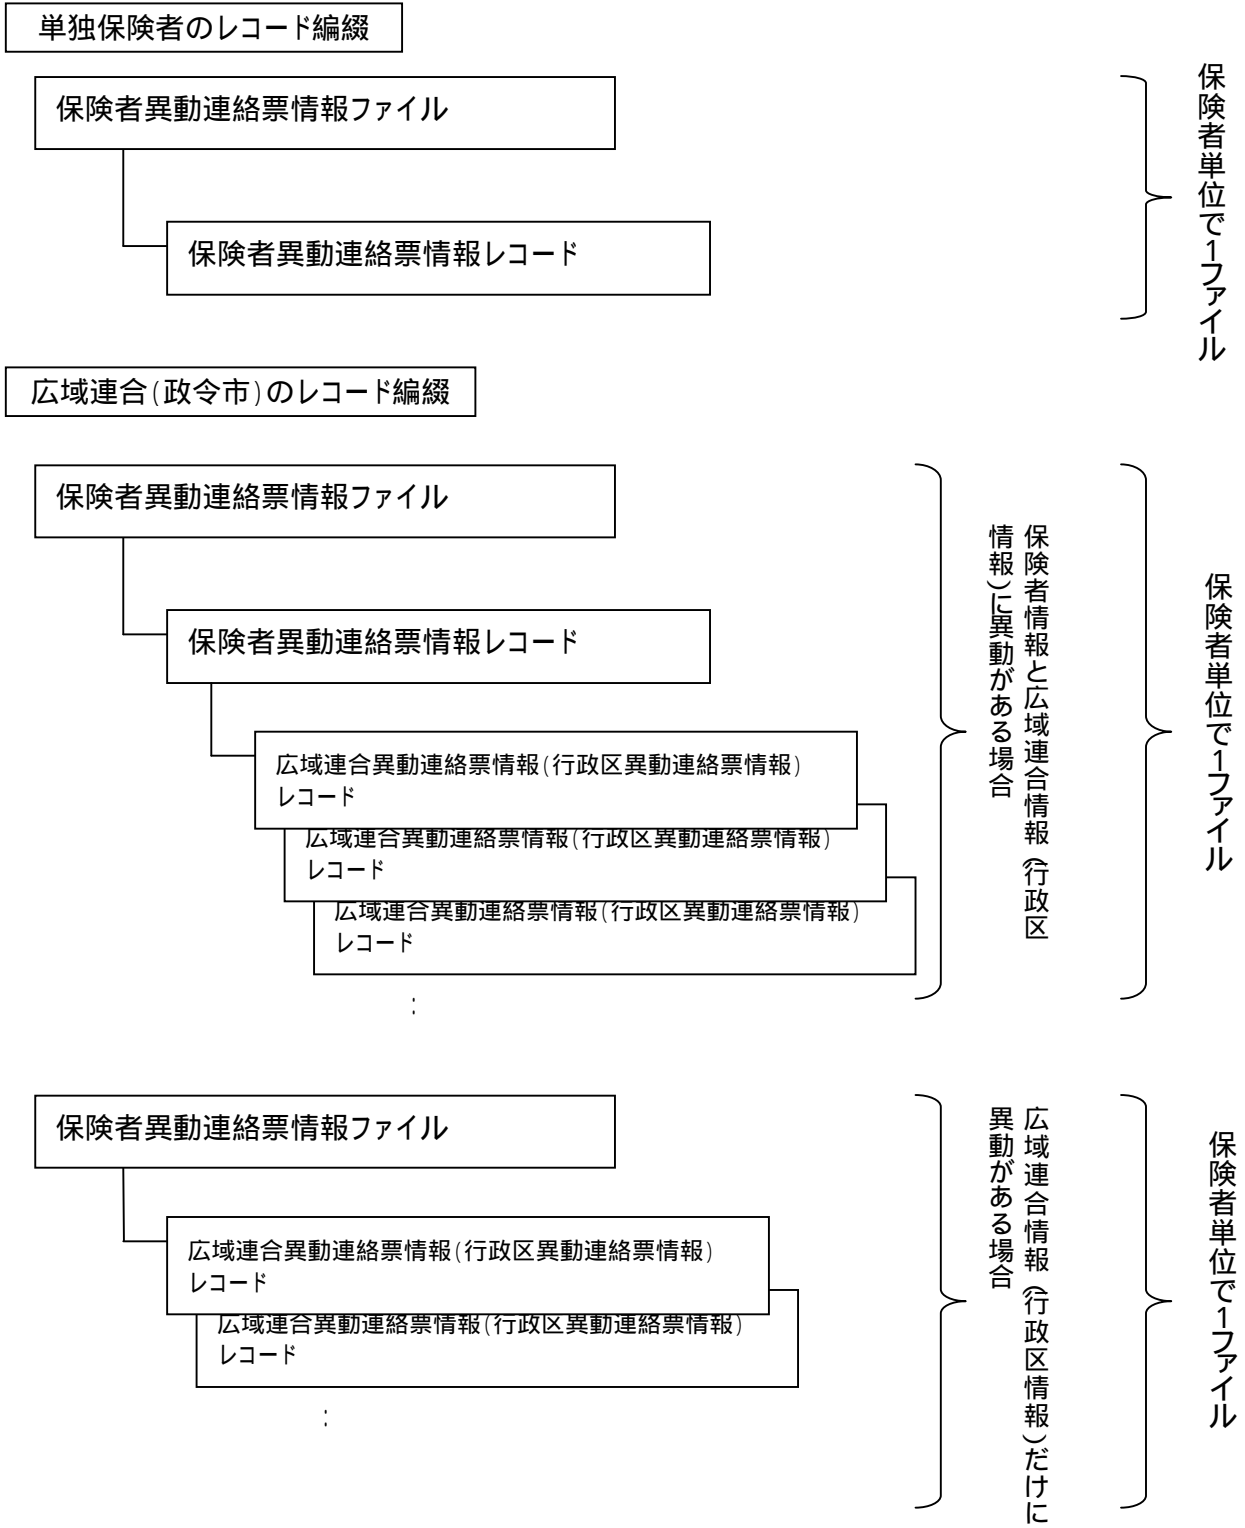 単独保険者のレコード編綴
保険者異動連絡票情報ファイル
保険者異動連絡票情報レコード
保険者単位で1ファイル
広域連合(政令市)のレコード編綴
保険者異動連絡票情報ファイル
保険者異動連絡票情報レコード
広域連合異動連絡票情報(行政区異動連絡票情報)
レコード
広域連合異動連絡票情報(行政区異動連絡票情報)
レコード
広域連合異動連絡票情報(行政区異動連絡票情報)
レコード
:
保険者情報と広域連合情報(行政区
情報)に異動がある場合
保険者単位で1ファイル
保険者異動連絡票情報ファイル
広域連合異動連絡票情報(行政区異動連絡票情報)
レコード
広域連合異動連絡票情報(行政区異動連絡票情報)
レコード
:
広域連合情報(行政区情報)だけに
異動がある場合
保険者単位で1ファイル